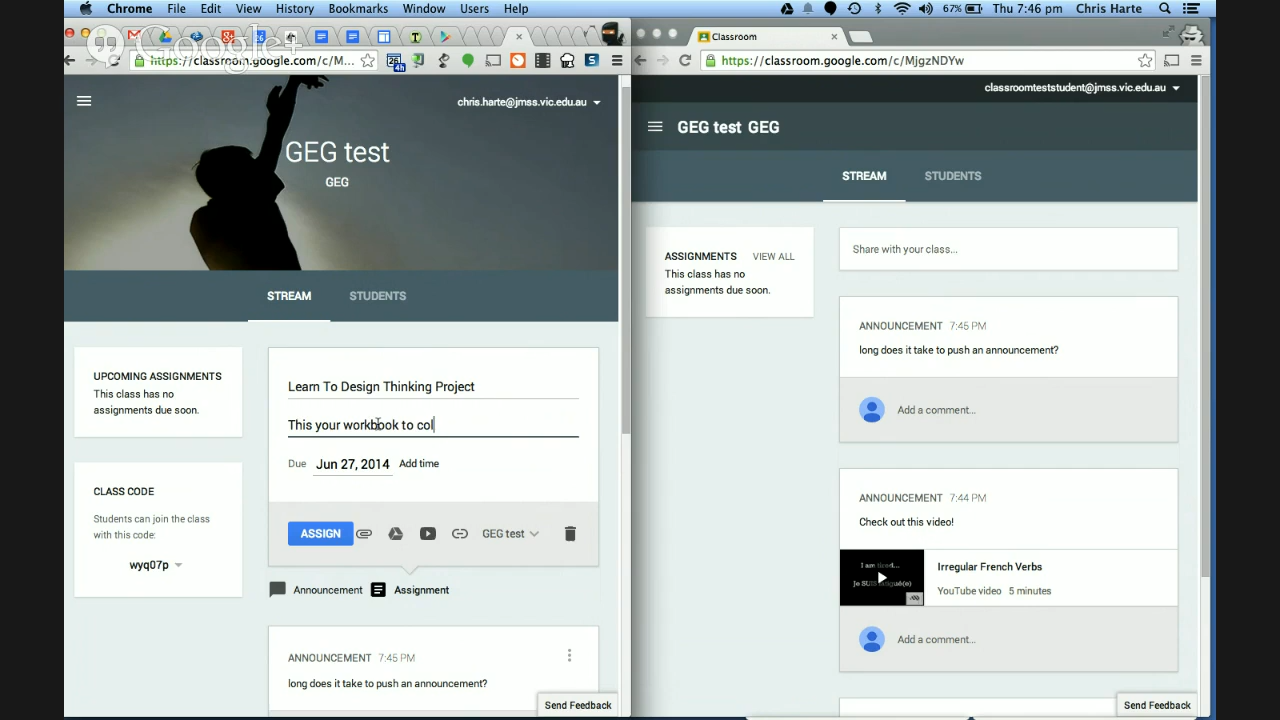 Chrome File Edit View History Bookmarks Window Users Help
67% Thu 7:46 pm Chris Harte
Google+
https://classroom.google.com/c/M...
chris.harte@jmss.vic.edu.au
GEG test
GEG
STREAM STUDENTS
UPCOMING ASSIGNMENTS
This class has no
assignments due soon.
CLASS CODE
Students can join the class
with this code:
wyq07p
Learn To Design Thinking Project
This your workbook to col
Due Jun 27, 2014 Add time
ASSIGN GEG test
Announcement Assignment
ANNOUNCEMENT 7:45 PM
long does it take to push an announcement?
Send Feedback
Classroom
https://classroom.google.com/c/MjgzNDYw
classroomteststudent@jmss.vic.edu.au
GEG test GEG
STREAM STUDENTS
ASSIGNMENTS VIEW ALL
This class has no
assignments due soon.
Share with your class...
ANNOUNCEMENT 7:45 PM
long does it take to push an announcement?
Add a comment...
ANNOUNCEMENT 7:44 PM
Check out this video!
I am tired...
Je SUIS fatigué(e)
Irregular French Verbs
YouTube video 5 minutes
Add a comment...
Send Feedback